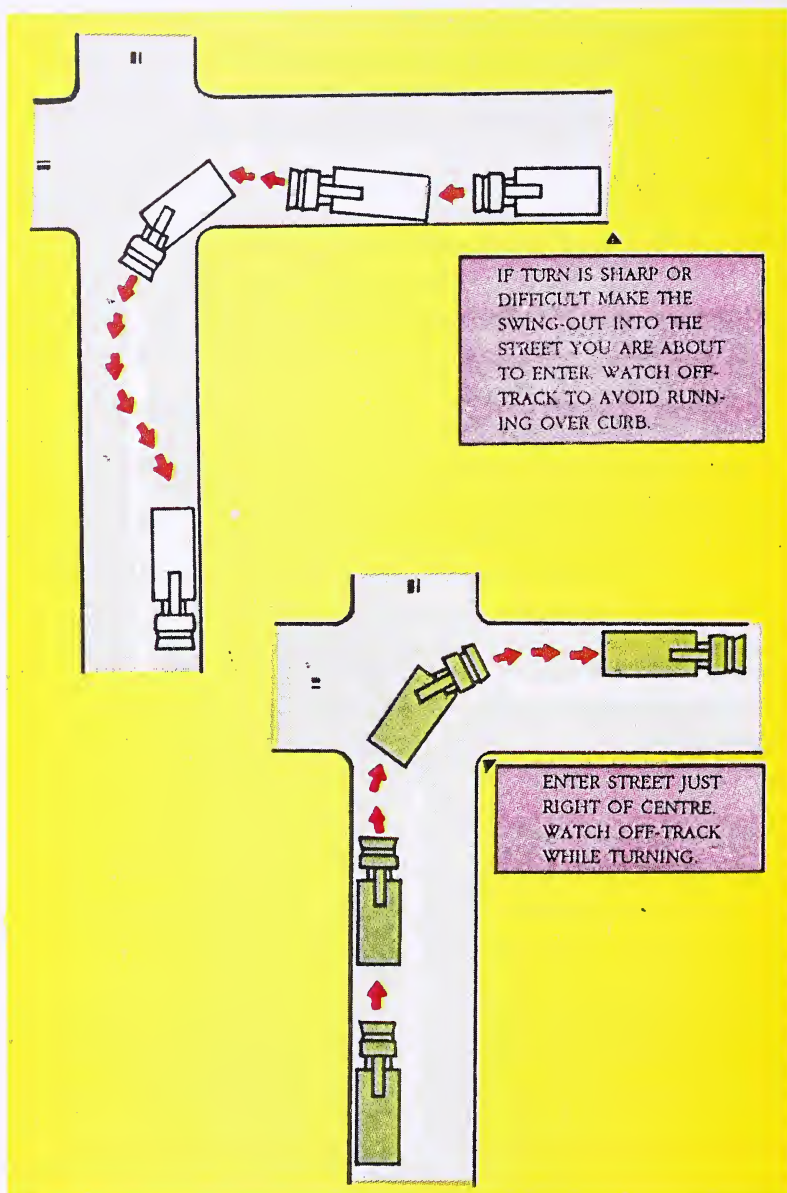 IF TURN IS SHARP OR
DIFFICULT MAKE THE
SWING-OUT INTO THE
STREET YOU ARE ABOUT
TO ENTER. WATCH OFF-
TRACK TO AVOID RUNN-
ING OVER CURB.
ENTER STREET JUST
RIGHT OF CENTRE.
WATCH OFF-TRACK
WHILE TURNING.